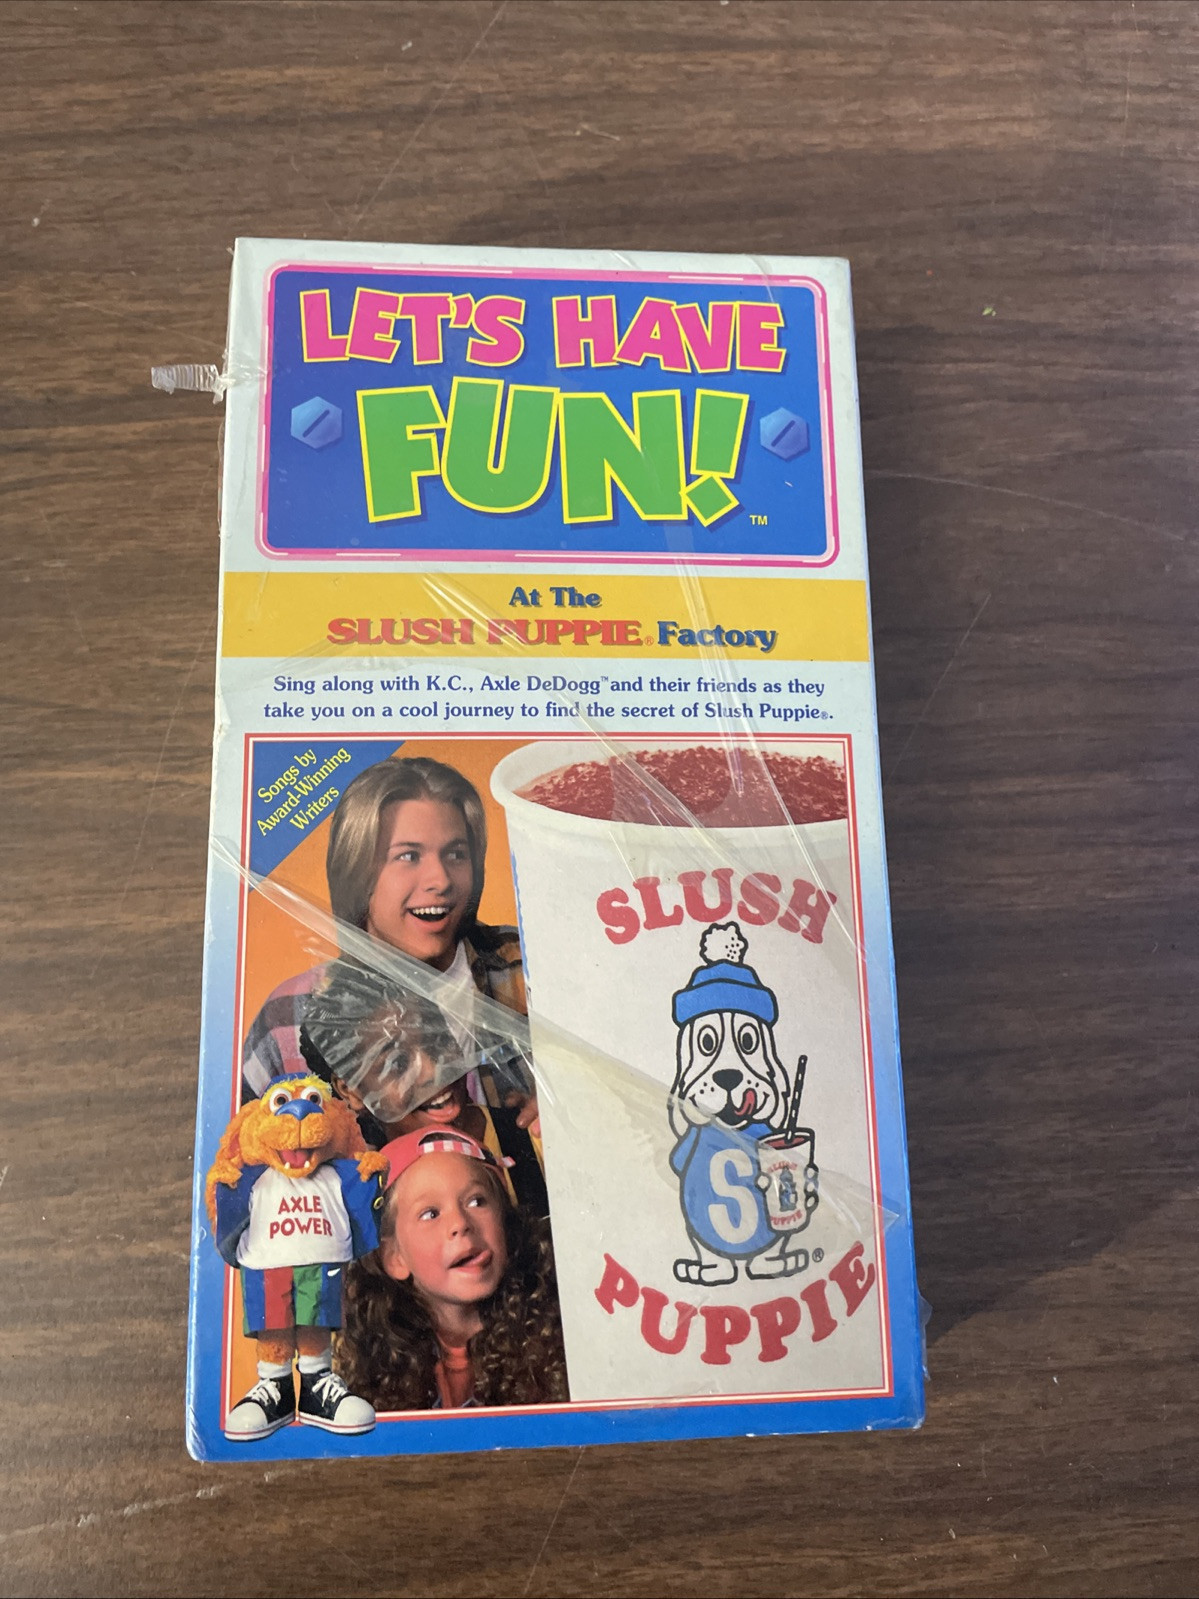 LET'S HAVE
FUN!™
At The
SLUSH PUPPIE® Factory
Sing along with K.C., Axle DeDogg™ and their friends as they
take you on a cool journey to find the secret of Slush Puppie®.
Songs by
Award-Winning
Writers
SLUSH
S
PUPPIE
®
PUPPIE
AXLE
POWER